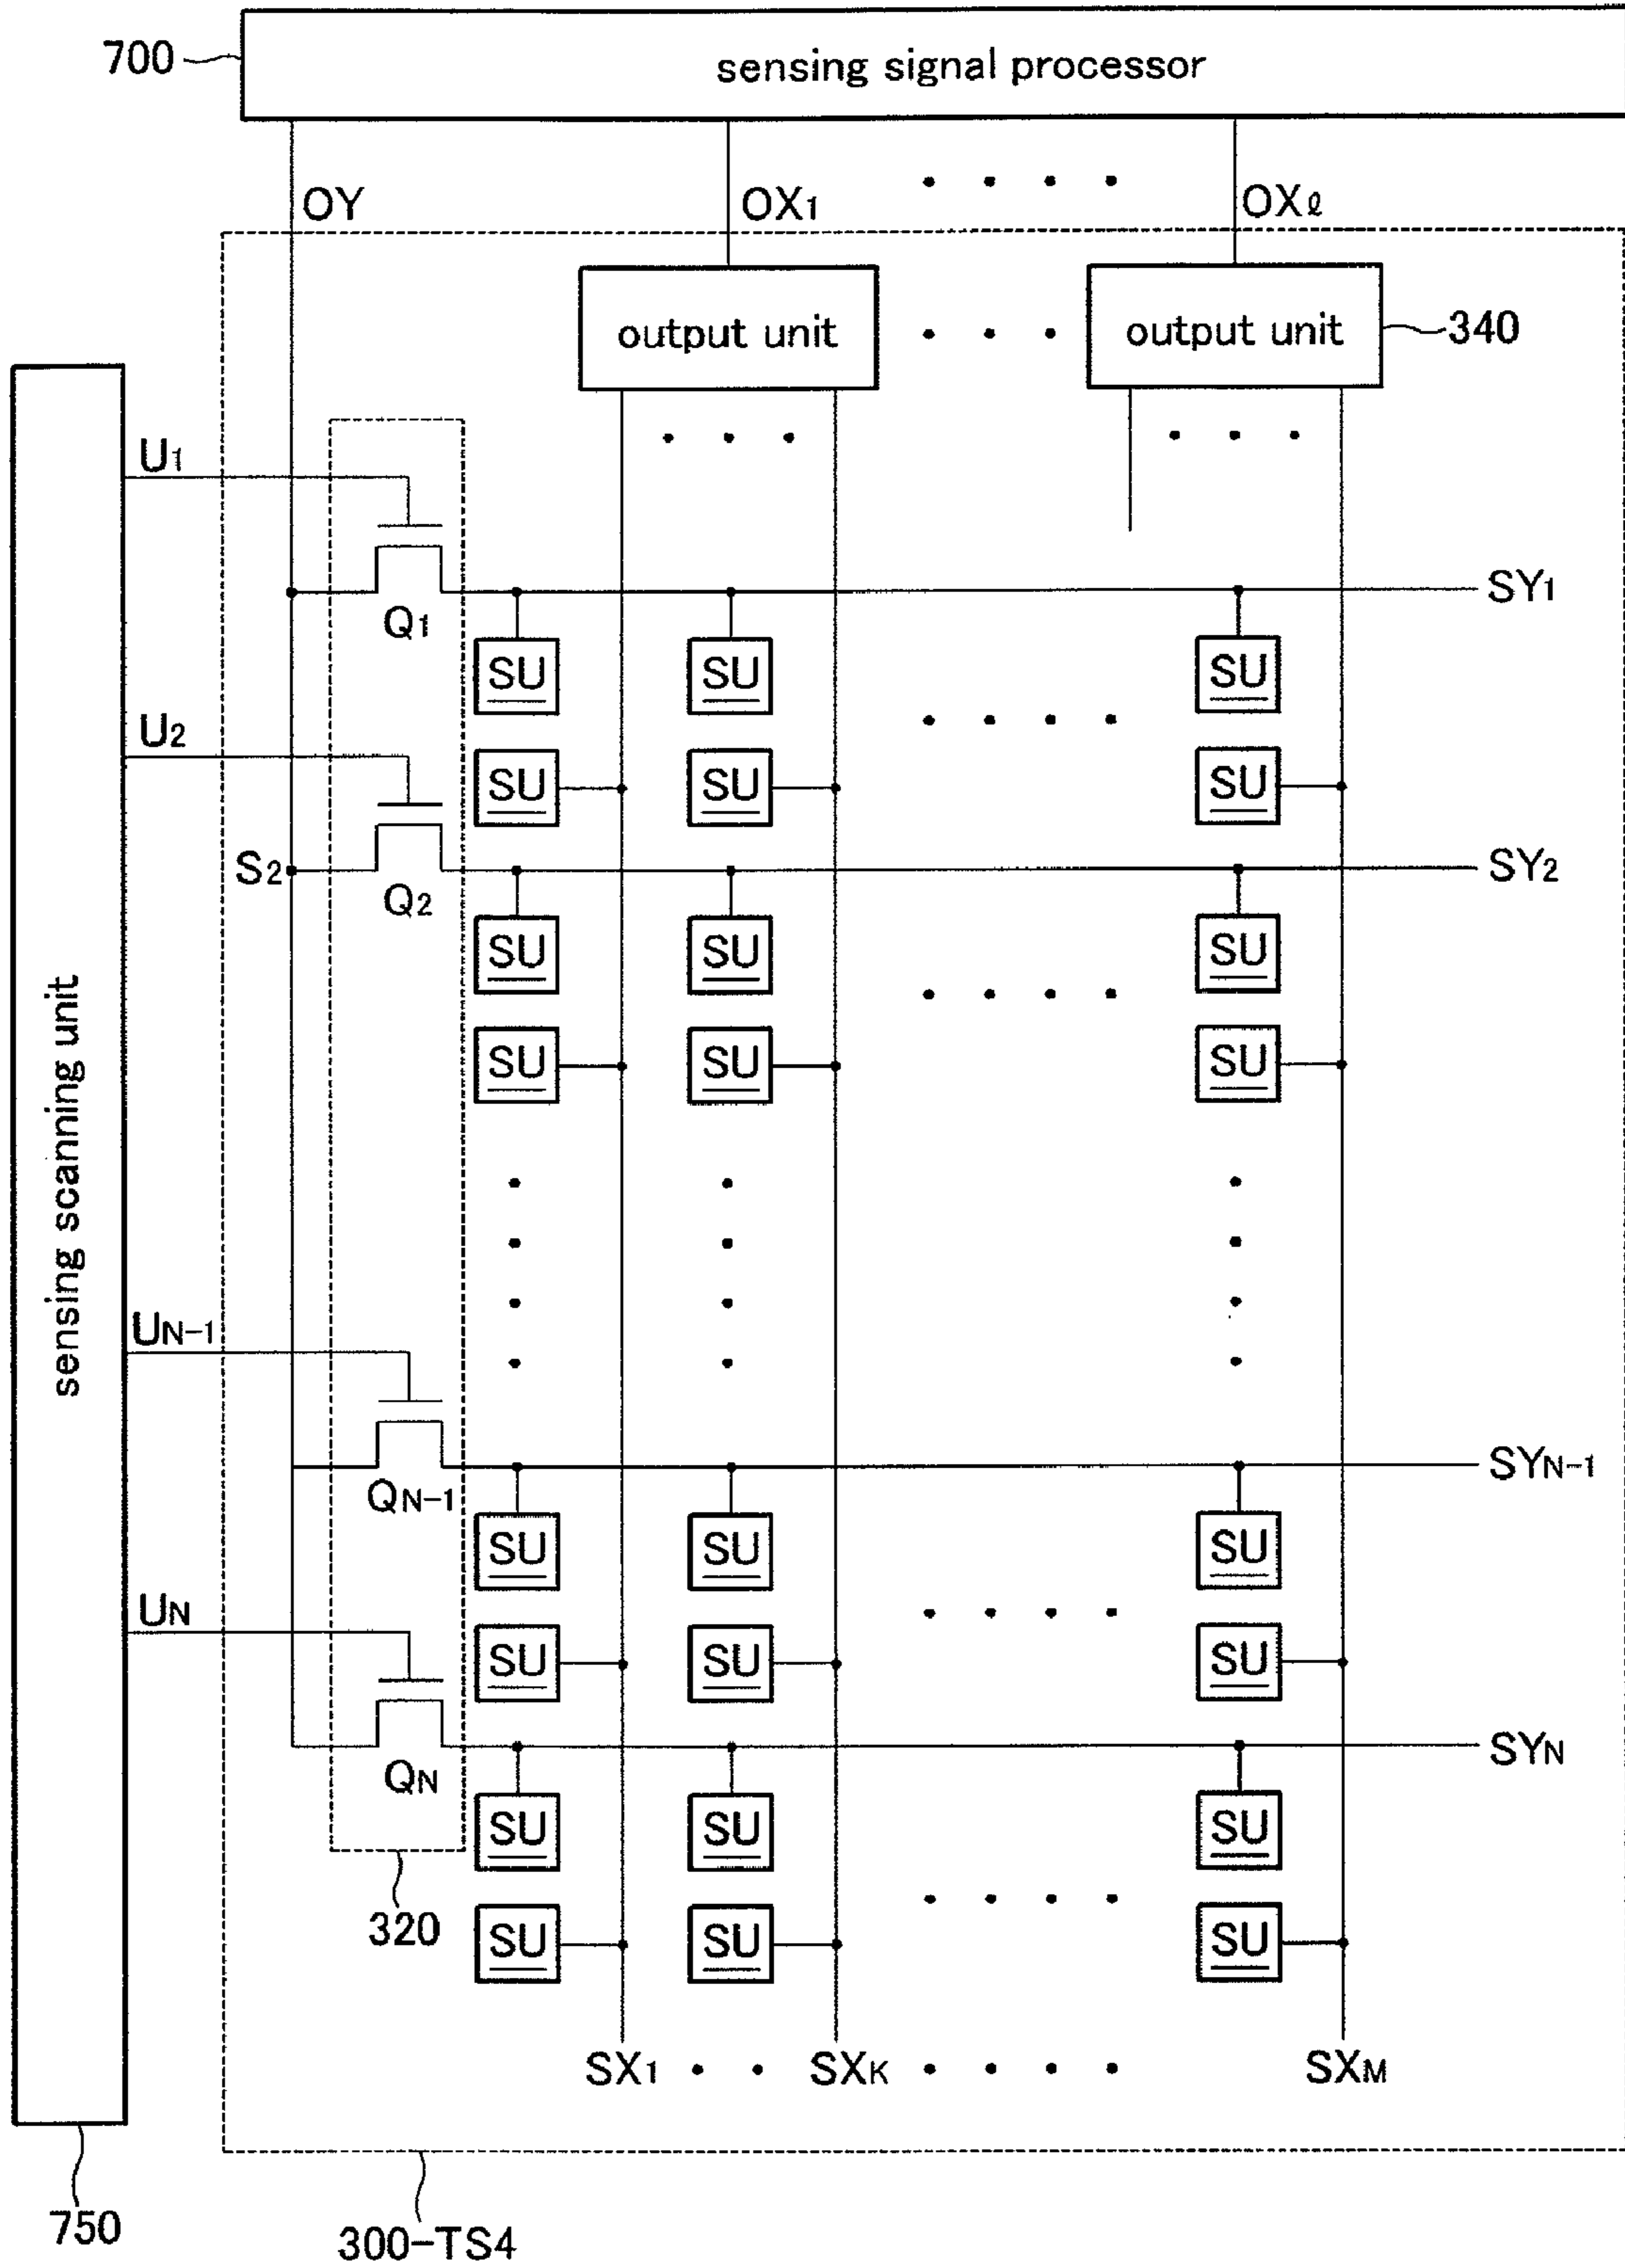 700
sensing signal processor
OY
OX1
OXℓ
output unit
output unit
340
U1
Q1
SY1
SU
SU
SU
U2
SU
SU
SU
S2
Q2
SY2
SU
SU
SU
sensing scanning unit
SU
SU
SU
UN-1
QN-1
SYN-1
SU
SU
SU
UN
SU
SU
SU
QN
SYN
SU
SU
SU
320
SU
SU
SU
SX1
SXK
SXM
750
300-TS4